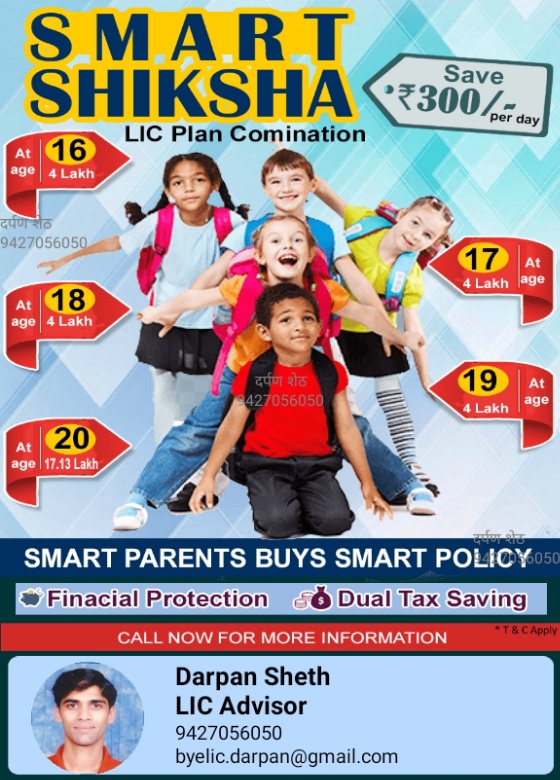 SMART
SHIKSHA
LIC Plan Comination
Save
₹300/-
per day
At age 16 4 Lakh
दर्पण शेठ
9427056050
At age 17 4 Lakh
At age 18 4 Lakh
At age 19 4 Lakh
दर्पण शेठ
9427056050
At age 20 17.13 Lakh
दर्पण शेठ
9427056050
SMART PARENTS BUYS SMART POLICY
Finacial Protection $ Dual Tax Saving
CALL NOW FOR MORE INFORMATION
* T & C Apply
Darpan Sheth
LIC Advisor
9427056050
byelic.darpan@gmail.com